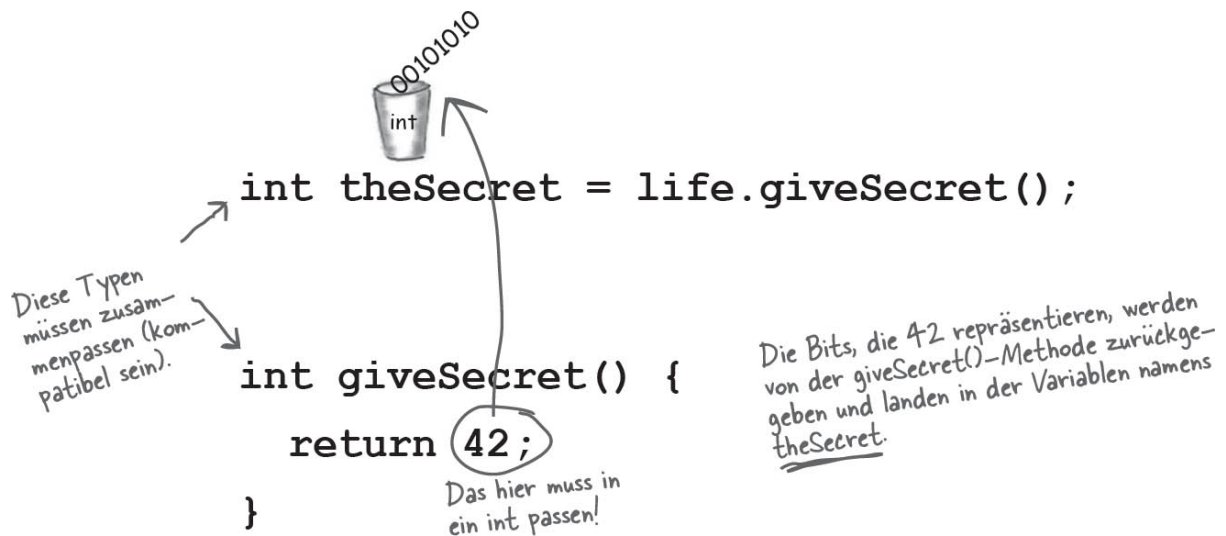 00101010
int
int theSecret = life.giveSecret();
Diese Typen
müssen zusam-
menpassen (kom-
patibel sein).
int giveSecret() {
return 42;
}
Das hier muss in
ein int passen!
Die Bits, die 42 repräsentieren, werden
von der giveSecret()-Methode zurückge-
geben und landen in der Variablen namens
theSecret.